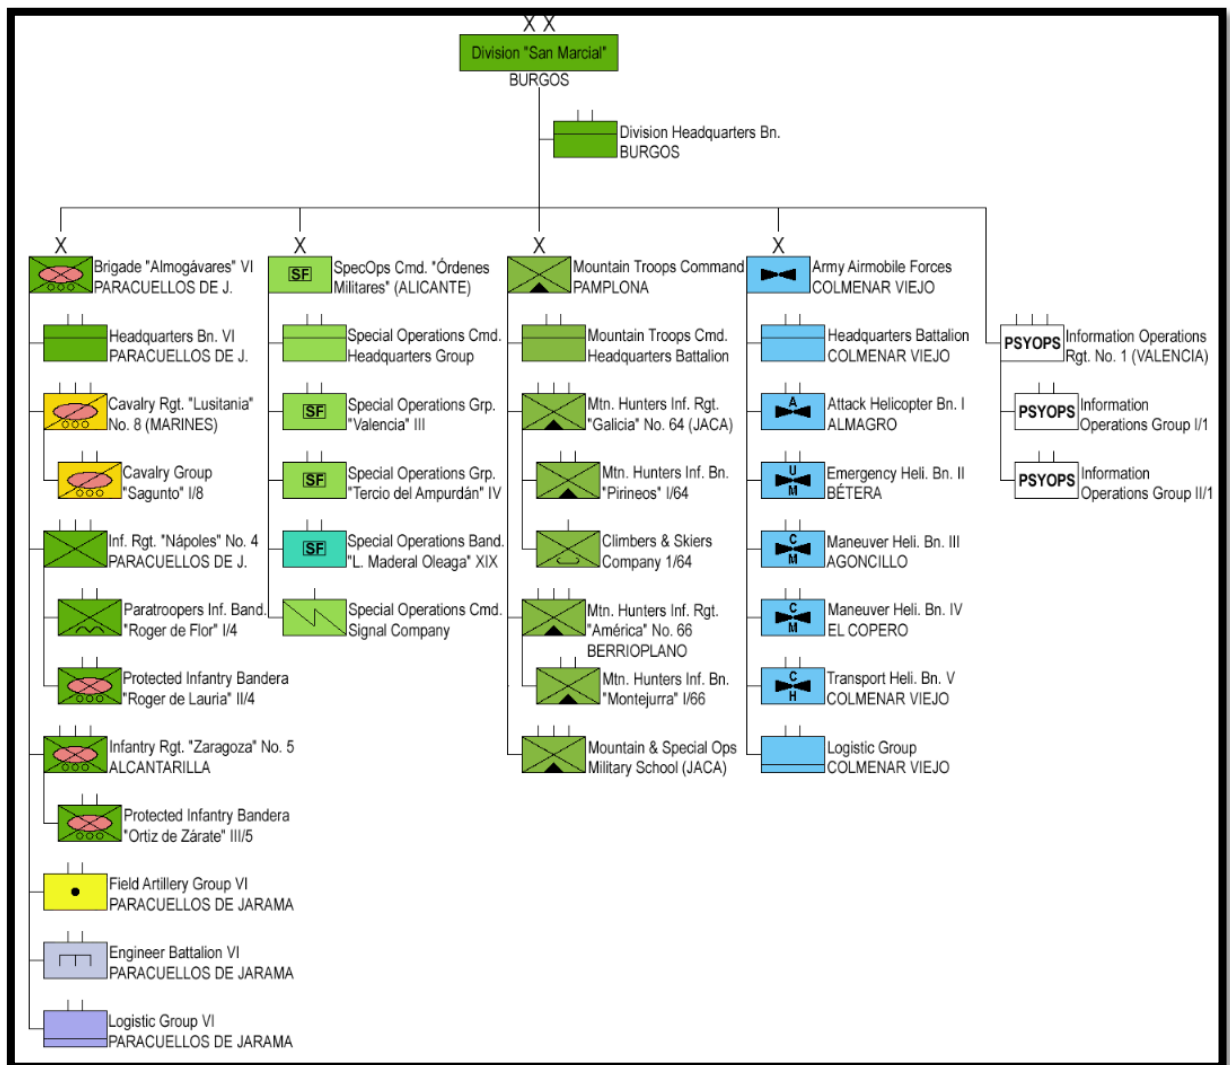 X X
Division "San Marcial"
BURGOS
Division Headquarters Bn.
BURGOS
X
Brigade "Almogávares" VI
PARACUELLOS DE J.
Headquarters Bn. VI
PARACUELLOS DE J.
Cavalry Rgt. "Lusitania"
No. 8 (MARINES)
Cavalry Group
"Sagunto" I/8
Inf. Rgt. "Nápoles" No. 4
PARACUELLOS DE J.
Paratroopers Inf. Band.
"Roger de Flor" I/4
Protected Infantry Bandera
"Roger de Lauria" II/4
Infantry Rgt. "Zaragoza" No. 5
ALCANTARILLA
Protected Infantry Bandera
"Ortiz de Zárate" III/5
Field Artillery Group VI
PARACUELLOS DE JARAMA
Engineer Battalion VI
PARACUELLOS DE JARAMA
Logistic Group VI
PARACUELLOS DE JARAMA
X
SF
SpecOps Cmd. "Órdenes
Militares" (ALICANTE)
Special Operations Cmd.
Headquarters Group
SF
Special Operations Grp.
"Valencia" III
SF
Special Operations Grp.
"Tercio del Ampurdán" IV
SF
Special Operations Band.
"L. Maderal Oleaga" XIX
Special Operations Cmd.
Signal Company
X
Mountain Troops Command
PAMPLONA
Mountain Troops Cmd.
Headquarters Battalion
Mtn. Hunters Inf. Rgt.
"Galicia" No. 64 (JACA)
Mtn. Hunters Inf. Bn.
"Pirineos" I/64
Climbers & Skiers
Company 1/64
Mtn. Hunters Inf. Rgt.
"América" No. 66
BERRIOPLANO
Mtn. Hunters Inf. Bn.
"Montejurra" I/66
Mountain & Special Ops
Military School (JACA)
X
Army Airmobile Forces
COLMENAR VIEJO
Headquarters Battalion
COLMENAR VIEJO
A
Attack Helicopter Bn. I
ALMAGRO
U
M
Emergency Heli. Bn. II
BÉTERA
C
M
Maneuver Heli. Bn. III
AGONCILLO
C
M
Maneuver Heli. Bn. IV
EL COPERO
C
H
Transport Heli. Bn. V
COLMENAR VIEJO
Logistic Group
COLMENAR VIEJO
PSYOPS
Information Operations
Rgt. No. 1 (VALENCIA)
PSYOPS
Information
Operations Group I/1
PSYOPS
Information
Operations Group II/1